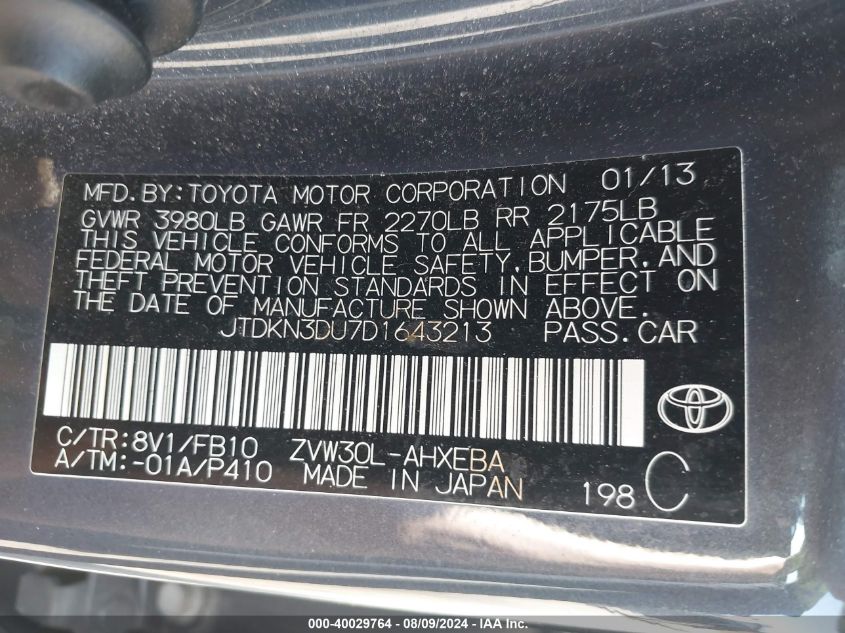 MFD.BY:TOYOTA MOTOR CORPORATION 01/13
GVWR 3980LB GAWR FR 2270LB RR 2175LB
THIS VEHICLE CONFORMS TO ALL APPLICABLE
FEDERAL MOTOR VEHICLE SAFETY,BUMPER,AND
THEFT PREVENTION STANDARDS IN EFFECT ON
THE DATE OF MANUFACTURE SHOWN ABOVE.
JTDKN3DU7D1643213 PASS.CAR
C/TR:8V1/FB10 ZVW30L-AHXEBA
A/TM:-01A/P410 MADE IN JAPAN 198 C
000-40029764 - 08/09/2024 - IAA Inc.